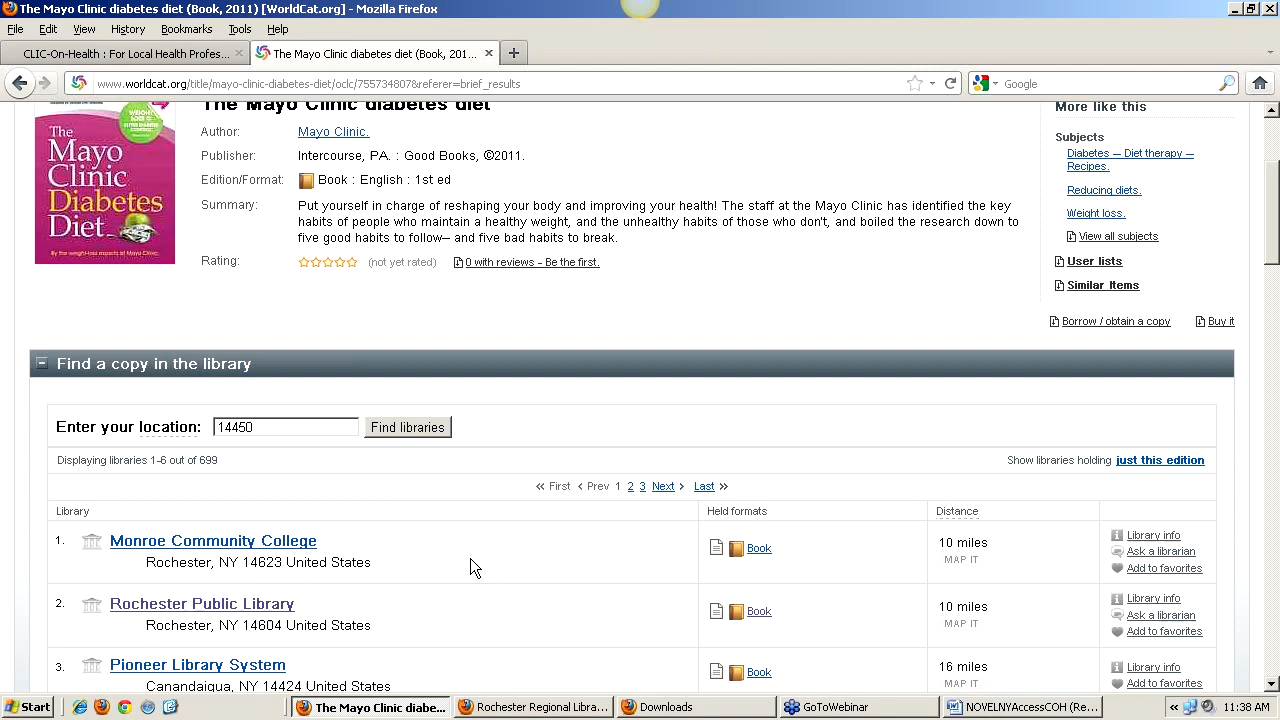 The Mayo Clinic diabetes diet (Book, 2011) [WorldCat.org] - Mozilla Firefox
File Edit View History Bookmarks Tools Help
CLIC-On-Health : For Local Health Profes... The Mayo Clinic diabetes diet (Book, 201...
www.worldcat.org/title/mayo-clinic-diabetes-diet/oclc/755734807&referer=brief_results Google
The Mayo Clinic diabetes diet
The
Mayo
Clinic
Diabetes
Diet
By the weight-loss experts of Mayo Clinic.
Author: Mayo Clinic.
Publisher: Intercourse, PA. : Good Books, ©2011.
Edition/Format: Book : English : 1st ed
Summary: Put yourself in charge of reshaping your body and improving your health! The staff at the Mayo Clinic has identified the key
habits of people who maintain a healthy weight, and the unhealthy habits of those who don't, and boiled the research down to
five good habits to follow— and five bad habits to break.
Rating: (not yet rated) 0 with reviews - Be the first.
More like this
Subjects
Diabetes — Diet therapy —
Recipes.
Reducing diets.
Weight loss.
View all subjects
User lists
Similar Items
Borrow / obtain a copy Buy it
Find a copy in the library
Enter your location: 14450 Find libraries
Displaying libraries 1-6 out of 699 Show libraries holding just this edition
« First ‹ Prev 1 2 3 Next › Last »
Library Held formats Distance
1. Monroe Community College
Rochester, NY 14623 United States
Book
10 miles
MAP IT
Library info
Ask a librarian
Add to favorites
2. Rochester Public Library
Rochester, NY 14604 United States
Book
10 miles
MAP IT
Library info
Ask a librarian
Add to favorites
3. Pioneer Library System
Canandaigua, NY 14424 United States
Book
16 miles
MAP IT
Library info
Add to favorites
Start The Mayo Clinic diabe... Rochester Regional Libra... Downloads GoToWebinar NOVELNYAccessCOH (Re... « 11:38 AM